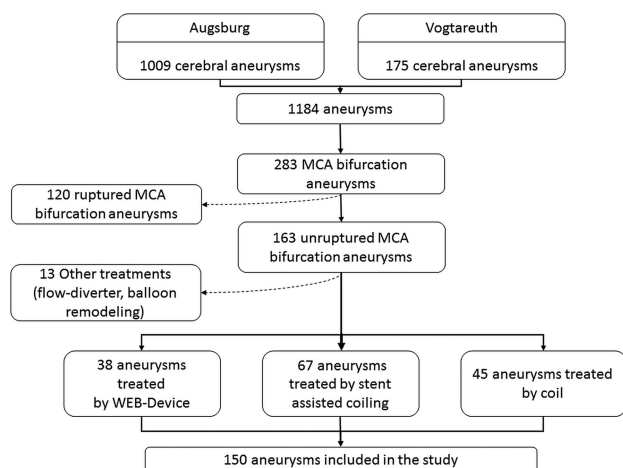 Augsburg
1009 cerebral aneurysms
Vogtareuth
175 cerebral aneurysms
1184 aneurysms
283 MCA bifurcation
aneurysms
120 ruptured MCA
bifurcation aneurysms
163 unruptured MCA
bifurcation aneurysms
13 Other treatments
(flow-diverter, balloon
remodeling)
38 aneurysms
treated
by WEB-Device
67 aneurysms
treated by stent
assisted coiling
45 aneurysms treated
by coil
150 aneurysms included in the study